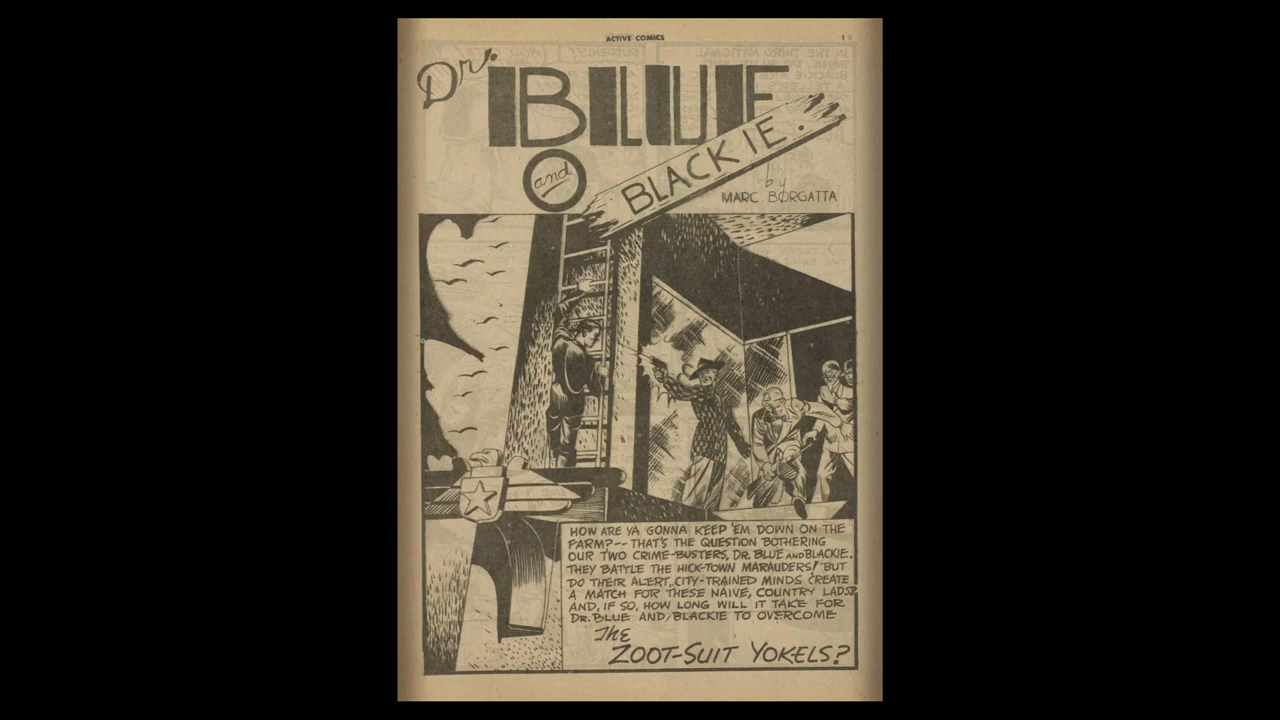 ACTIVE COMICS
1
Dr. BLUE
and
BLACKIE.
by
MARC BORGATTA
HOW ARE YA GONNA KEEP 'EM DOWN ON THE
FARM?-- THAT'S THE QUESTION BOTHERING
OUR TWO CRIME-BUSTERS, DR. BLUE AND BLACKIE.
THEY BATTLE THE HICK-TOWN MARAUDERS! BUT
DO THEIR ALERT, CITY-TRAINED MINDS CREATE
A MATCH FOR THESE NAIVE, COUNTRY LADS?
AND, IF SO, HOW LONG WILL IT TAKE FOR
DR. BLUE AND BLACKIE TO OVERCOME
The
ZOOT-SUIT YOKELS?